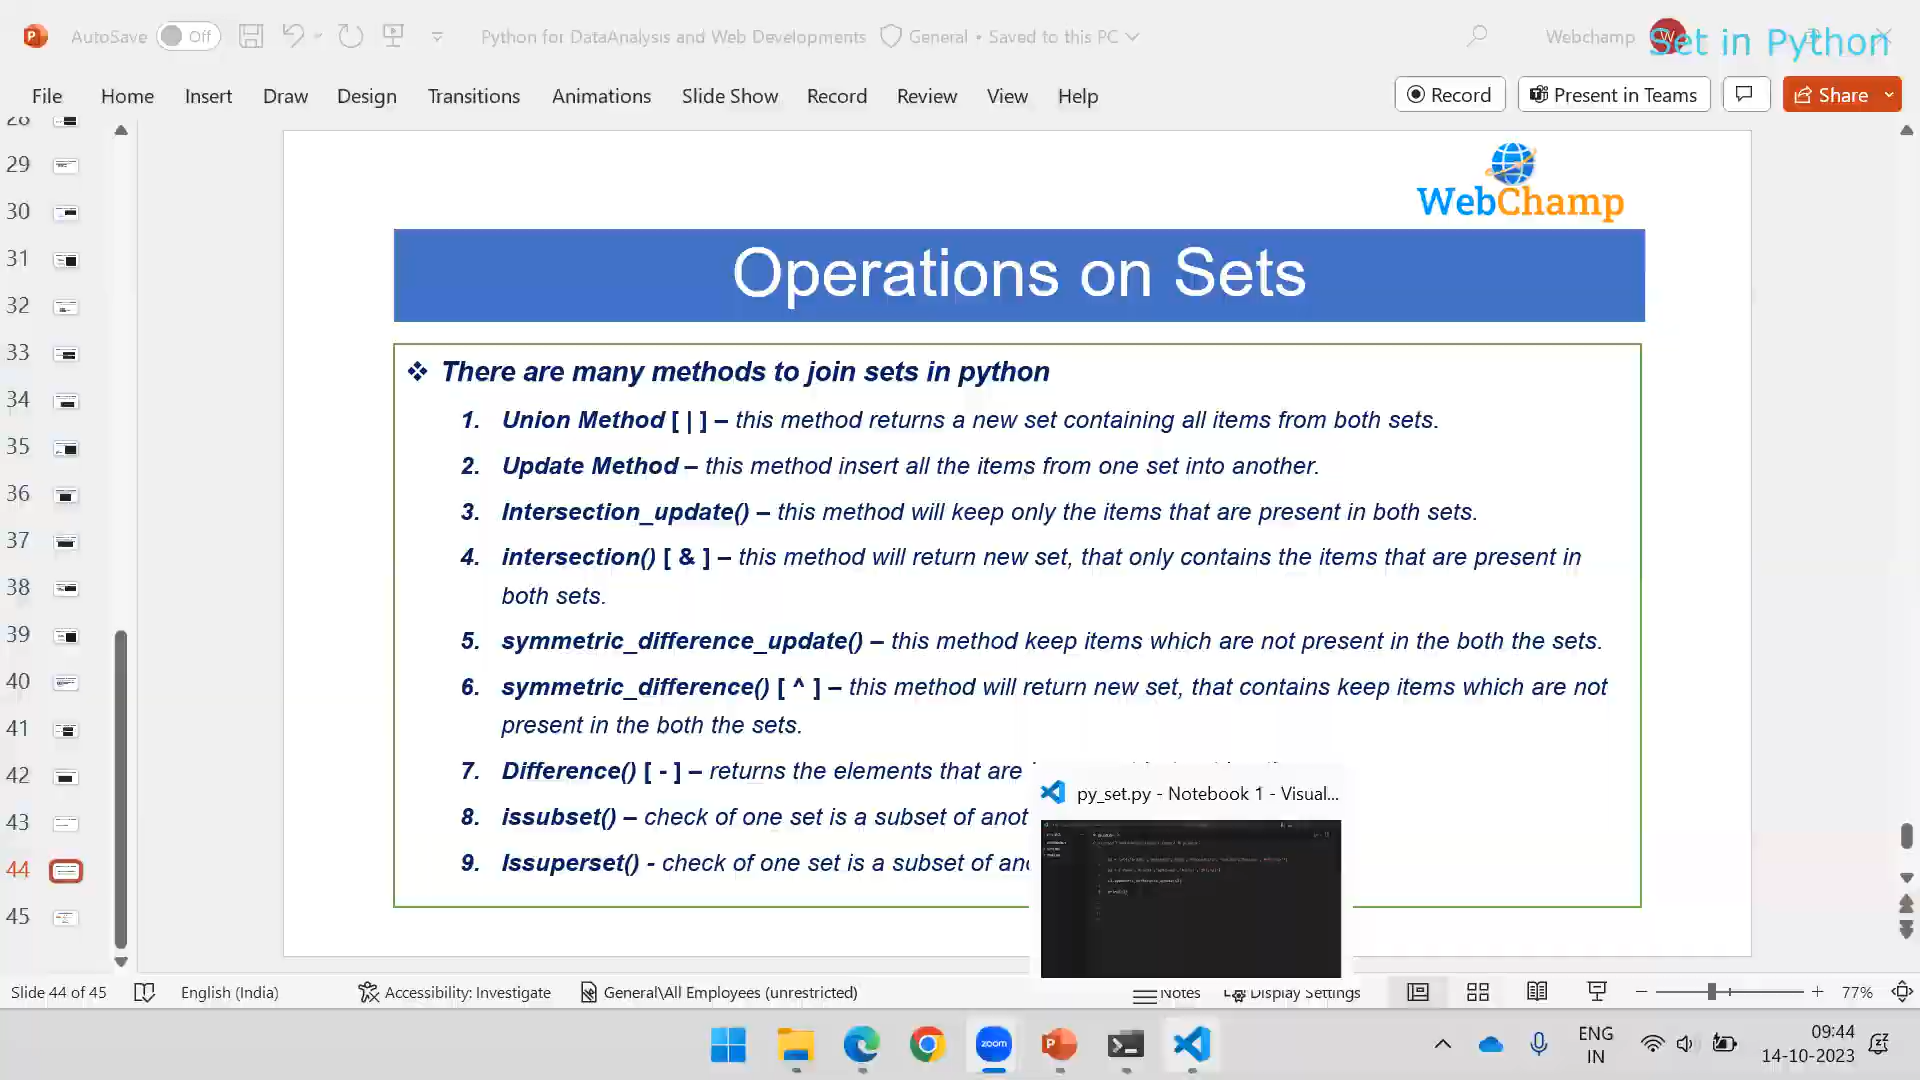 AutoSave Off Python for DataAnalysis and Web Developments General • Saved to this PC Webchamp
Set in Python
File Home Insert Draw Design Transitions Animations Slide Show Record Review View Help Record Present in Teams Share
28
29
30
31
32
33
34
35
36
37
38
39
40
41
42
43
44
45
WebChamp
Operations on Sets
❖ There are many methods to join sets in python
1. Union Method [ | ] – this method returns a new set containing all items from both sets.
2. Update Method – this method insert all the items from one set into another.
3. Intersection_update() – this method will keep only the items that are present in both sets.
4. intersection() [ & ] – this method will return new set, that only contains the items that are present in
both sets.
5. symmetric_difference_update() – this method keep items which are not present in the both the sets.
6. symmetric_difference() [ ^ ] – this method will return new set, that contains keep items which are not
present in the both the sets.
7. Difference() [ - ] – returns the elements that are
8. issubset() – check of one set is a subset of
9. Issuperset() - check of one set is a subset of
py_set.py - Notebook 1 - Visual...
Slide 44 of 45 English (India) Accessibility: Investigate General\All Employees (unrestricted) Notes Display Settings 77%
zoom
ENG
IN
09:44
14-10-2023